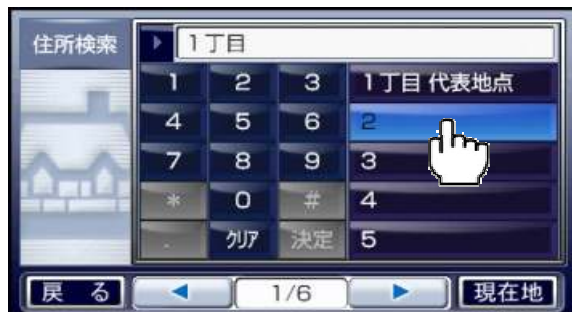 住所検索
1丁目
1 2 3 1丁目 代表地点
4 5 6 2
7 8 9 3
* 0 # 4
. クリア 決定 5
戻る 1/6 現在地